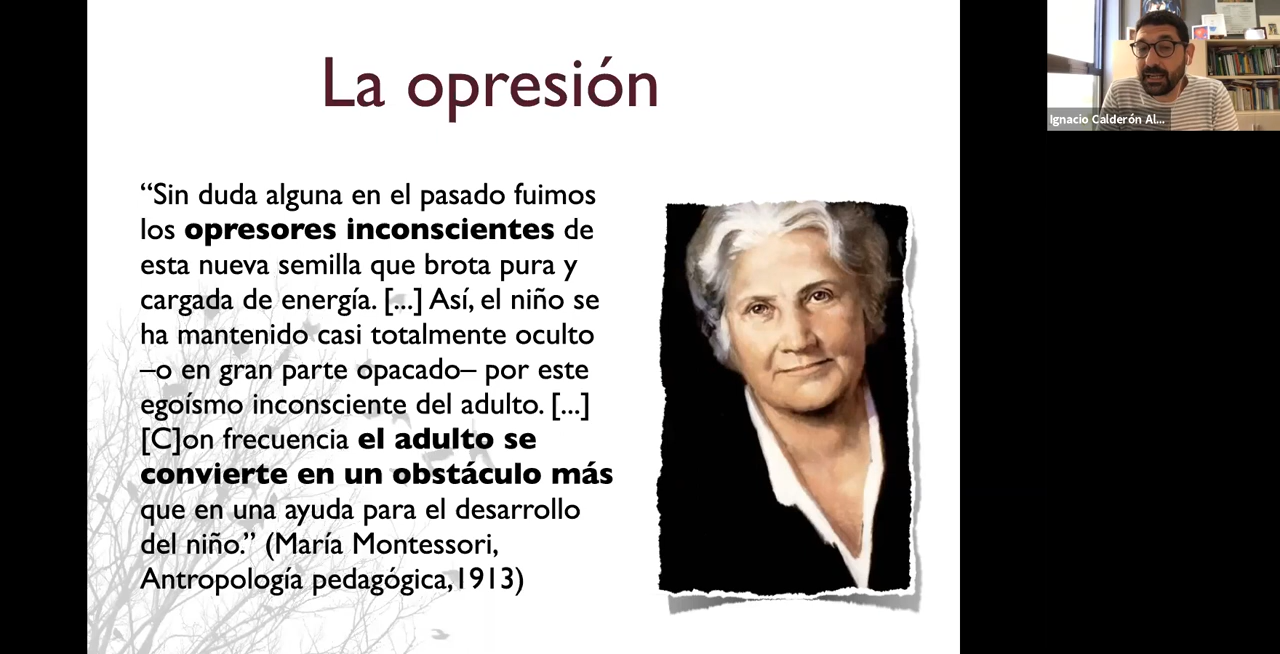 La opresión
Ignacio Calderón Al...
“Sin duda alguna en el pasado fuimos
los opresores inconscientes de
esta nueva semilla que brota pura y
cargada de energía. [...] Así, el niño se
ha mantenido casi totalmente oculto
–o en gran parte opacado– por este
egoísmo inconsciente del adulto. [...]
[C]on frecuencia el adulto se
convierte en un obstáculo más
que en una ayuda para el desarrollo
del niño.” (María Montessori,
Antropología pedagógica,1913)